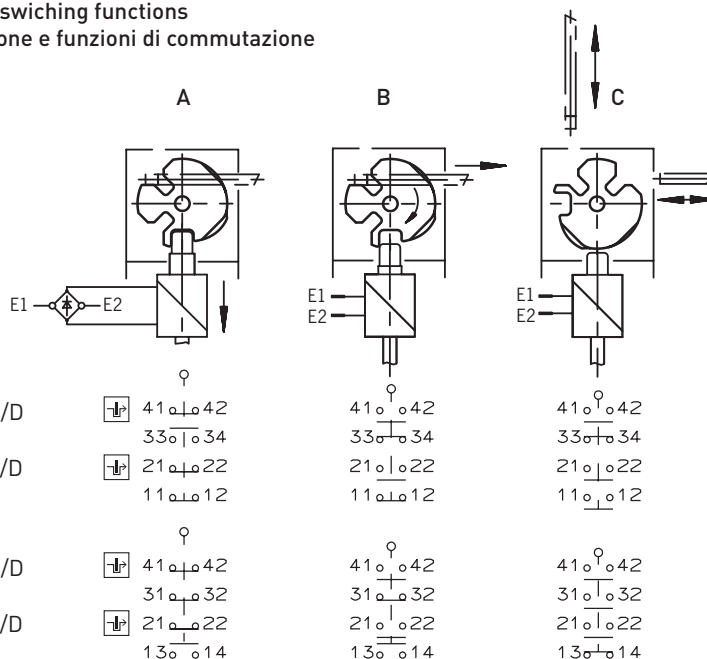 swiching functions
one e funzioni di commutazione
A B C
E1 E2 E1 E1
E2 E2
/D 41 42 41 42 41 42
33 34 33 34 33 34
/D 21 22 21 22 21 22
11 12 11 12 11 12
/D 41 42 41 42 41 42
31 32 31 32 31 32
/D 21 22 21 22 21 22
13 14 13 14 13 14